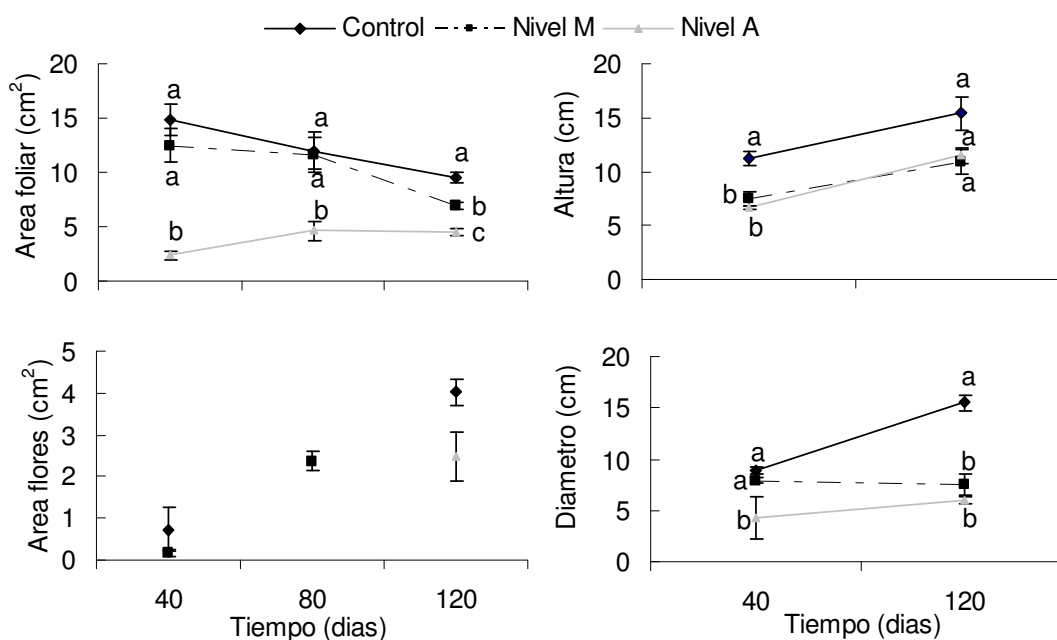 Control Nivel M Nivel A
Area foliar (cm²)
20
15
10
5
0
a
a
a
a
a
b
b
b
c
Altura (cm)
20
15
10
5
0
a
a
b
a
b
a
Area flores (cm²)
5
4
3
2
1
0
40 80 120
Tiempo (dias)
Diametro (cm)
20
15
10
5
0
a
a
a
b
b
b
40 120
Tiempo (dias)